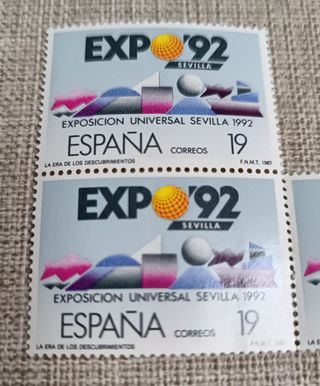 EXPO'92
SEVILLA
EXPOSICION UNIVERSAL SEVILLA 1992
ESPAÑA CORREOS 19
LA ERA DE LOS DESCUBRIMIENTOS F.N.M.T. 1987
EXPO'92
SEVILLA
EXPOSICION UNIVERSAL SEVILLA 1992
ESPAÑA CORREOS 19
LA ERA DE LOS DESCUBRIMIENTOS F.N.M.T. 1987